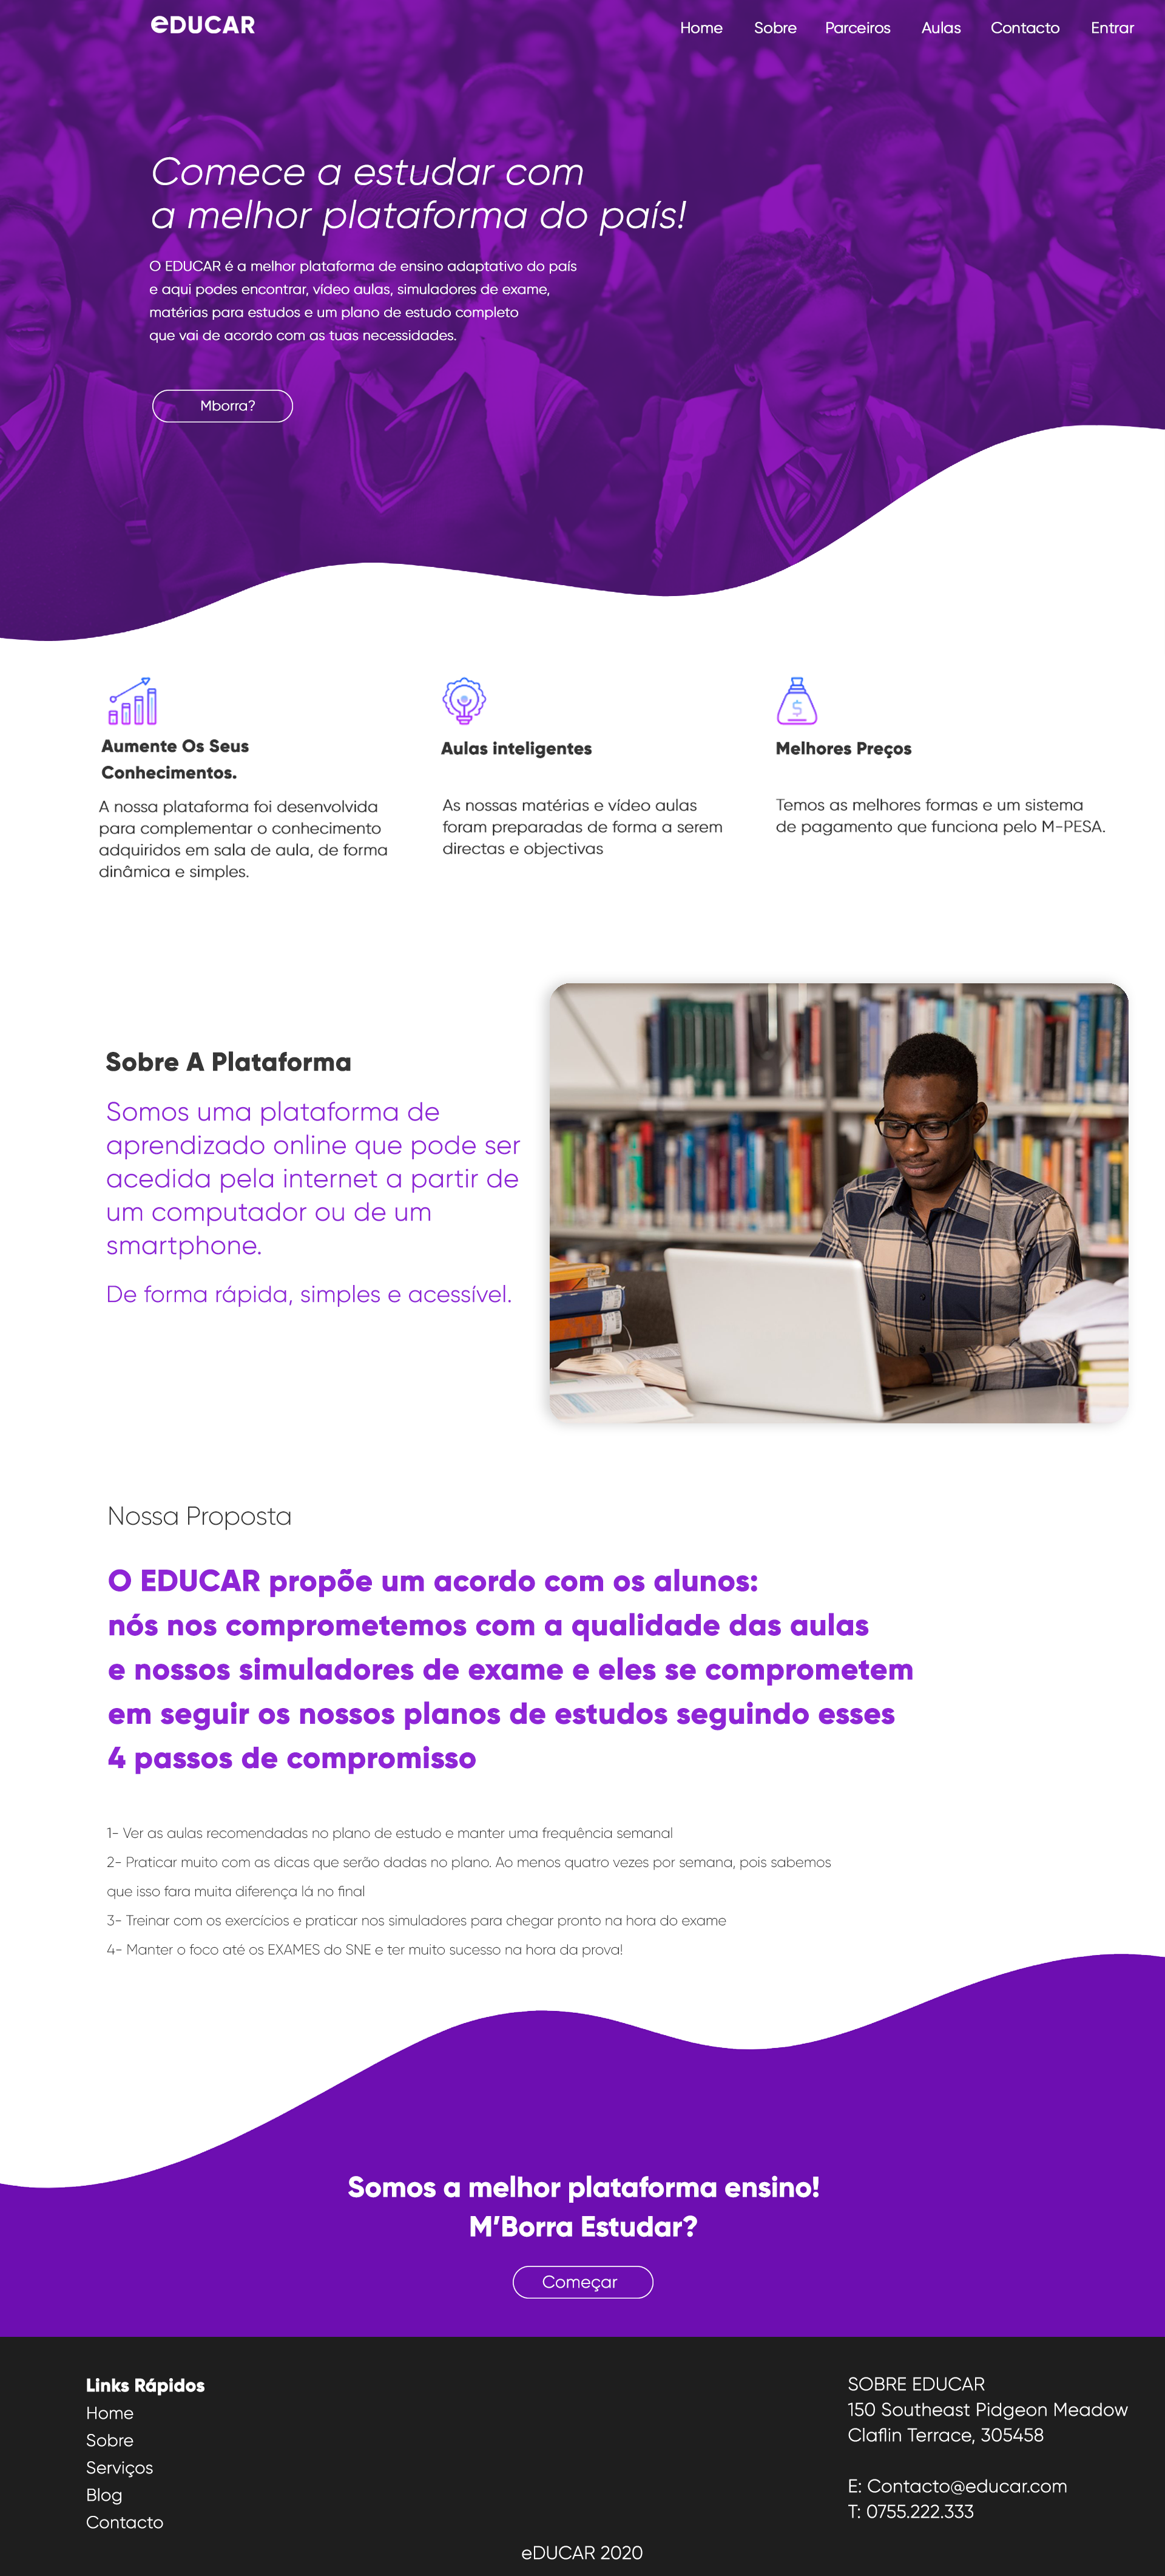 eDUCAR
Home Sobre Parceiros Aulas Contacto Entrar
Comece a estudar com
a melhor plataforma do país!
O EDUCAR é a melhor plataforma de ensino adaptativo do país
e aqui podes encontrar, vídeo aulas, simuladores de exame,
matérias para estudos e um plano de estudo completo
que vai de acordo com as tuas necessidades.
Mborra?
Aumente Os Seus
Conhecimentos.
A nossa plataforma foi desenvolvida
para complementar o conhecimento
adquiridos em sala de aula, de forma
dinâmica e simples.
Aulas inteligentes
As nossas matérias e vídeo aulas
foram preparadas de forma a serem
directas e objectivas
$
Melhores Preços
Temos as melhores formas e um sistema
de pagamento que funciona pelo M-PESA.
Sobre A Plataforma
Somos uma plataforma de
aprendizado online que pode ser
acedida pela internet a partir de
um computador ou de um
smartphone.
De forma rápida, simples e acessível.
Nossa Proposta
O EDUCAR propõe um acordo com os alunos:
nós nos comprometemos com a qualidade das aulas
e nossos simuladores de exame e eles se comprometem
em seguir os nossos planos de estudos seguindo esses
4 passos de compromisso
1- Ver as aulas recomendadas no plano de estudo e manter uma frequência semanal
2- Praticar muito com as dicas que serão dadas no plano. Ao menos quatro vezes por semana, pois sabemos
que isso fara muita diferença lá no final
3- Treinar com os exercícios e praticar nos simuladores para chegar pronto na hora do exame
4- Manter o foco até os EXAMES do SNE e ter muito sucesso na hora da prova!
Somos a melhor plataforma ensino!
M'Borra Estudar?
Começar
Links Rápidos
Home
Sobre
Serviços
Blog
Contacto
SOBRE EDUCAR
150 Southeast Pidgeon Meadow
Claflin Terrace, 305458
E: Contacto@educar.com
T: 0755.222.333
eDUCAR 2020